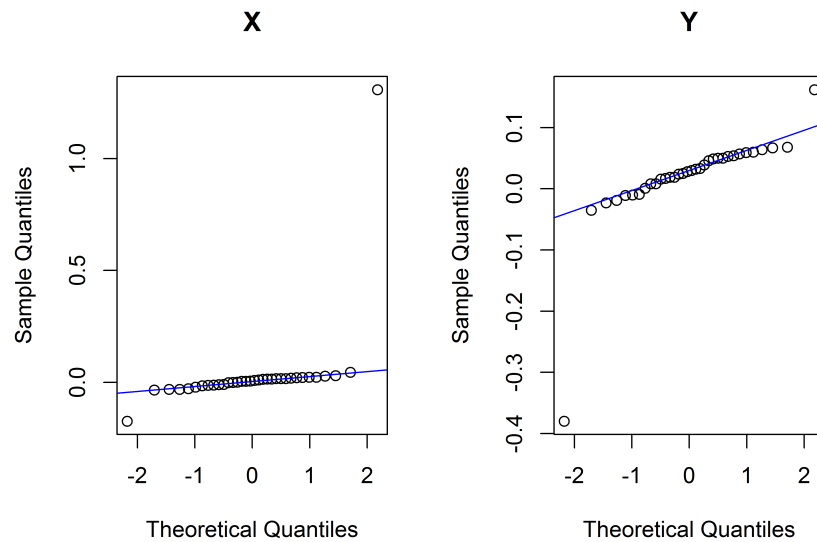 X
Sample Quantiles
1.0
0.5
0.0
-2 -1 0 1 2
Theoretical Quantiles
Y
Sample Quantiles
0.1
0.0
-0.1
-0.2
-0.3
-0.4
-2 -1 0 1 2
Theoretical Quantiles